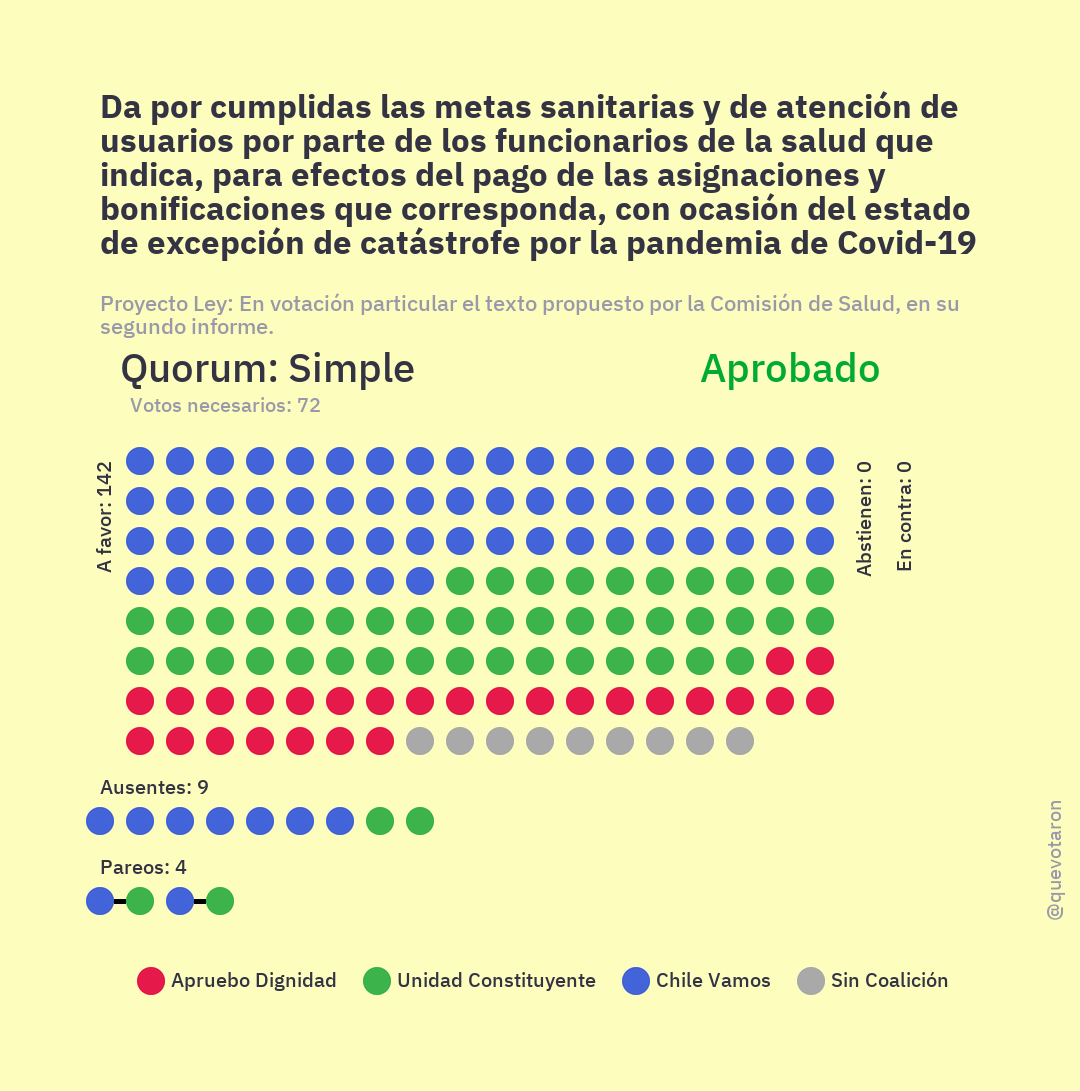 Da por cumplidas las metas sanitarias y de atención de
usuarios por parte de los funcionarios de la salud que
indica, para efectos del pago de las asignaciones y
bonificaciones que corresponda, con ocasión del estado
de excepción de catástrofe por la pandemia de Covid-19
Proyecto Ley: En votación particular el texto propuesto por la Comisión de Salud, en su
segundo informe.
Quorum: Simple
Aprobado
Votos necesarios: 72
A favor: 142
Abstienen: 0
En contra: 0
Ausentes: 9
Pareos: 4
@quevotaron
Apruebo Dignidad
Unidad Constituyente
Chile Vamos
Sin Coalición